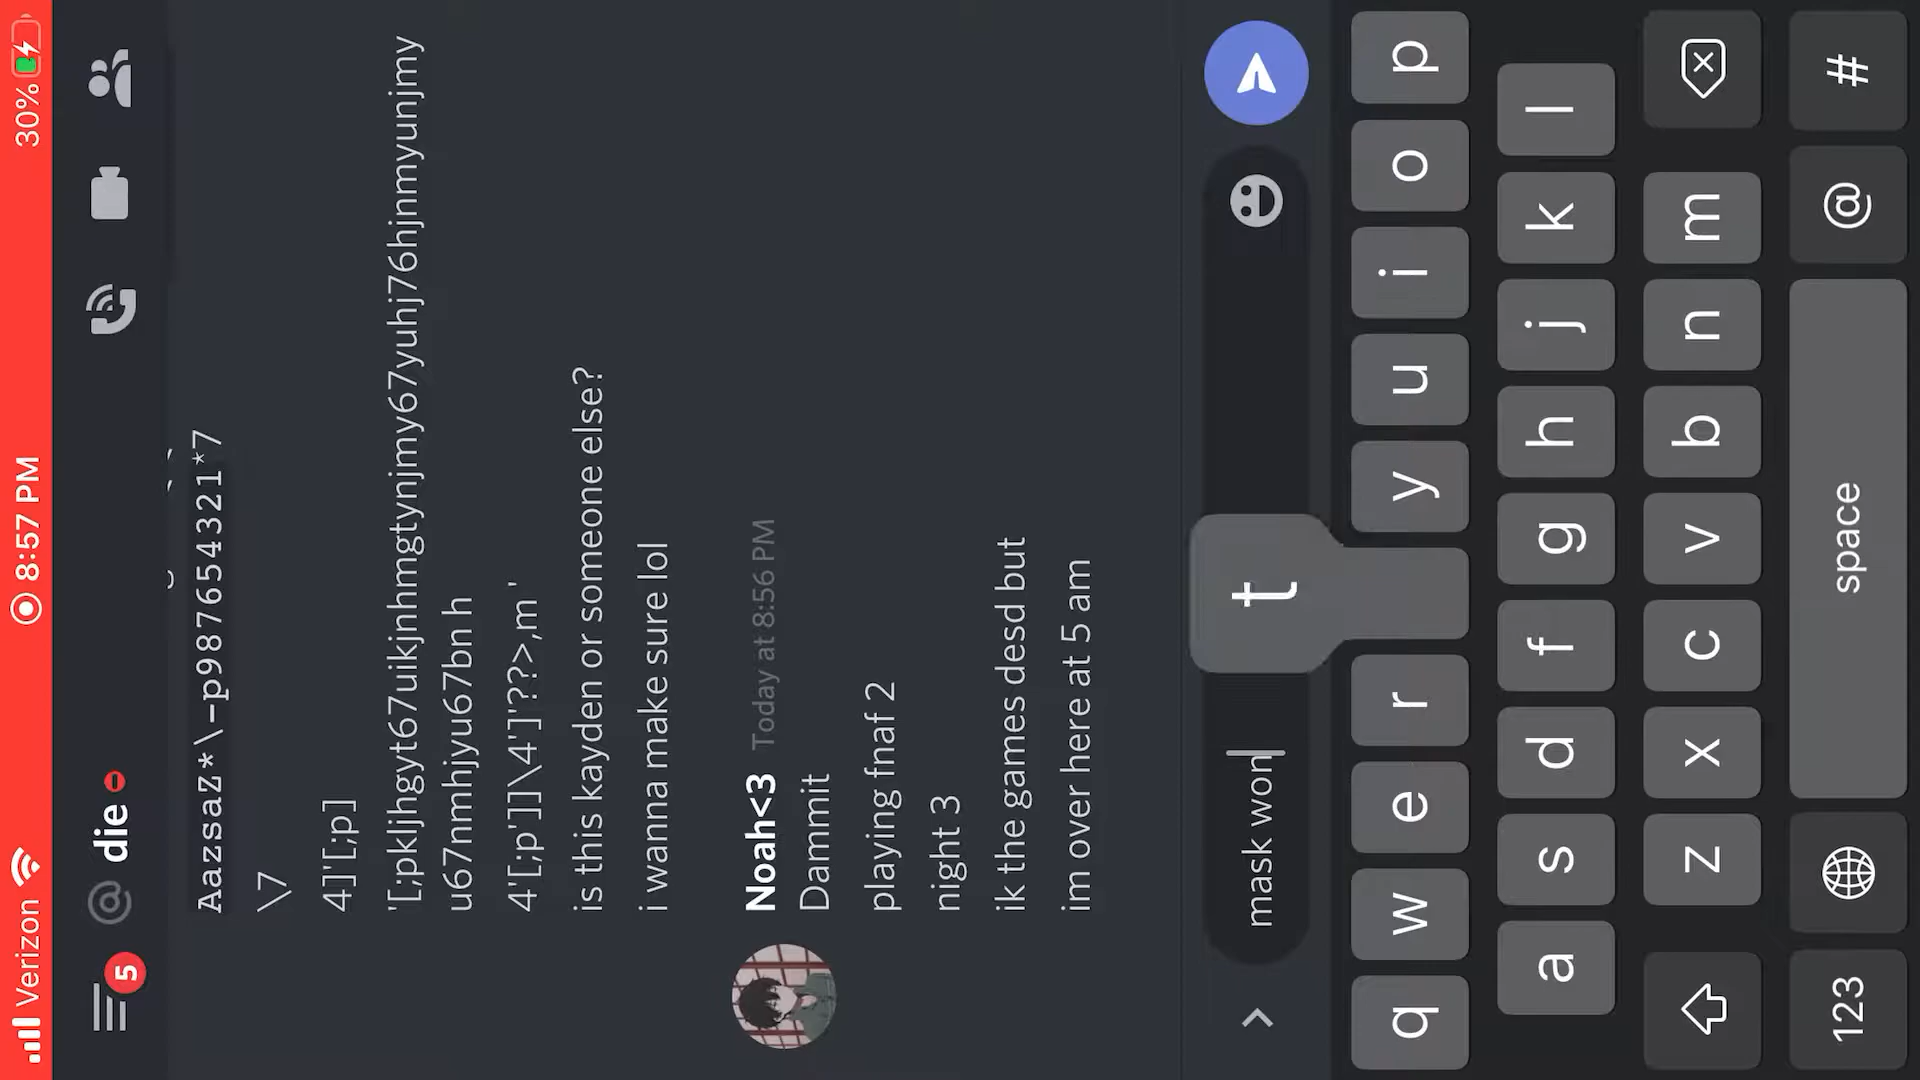 Verizon 8:57 PM 30%
5 @ die
Aazsaz*\-p987654321*7
\7
4]'[;p]
'[;pkljhgyt67uikjnhmgtynjmy67yuhj76hjnmyunjmy
u67nmhjyu67bn h
4'[;p']]\4']'??>,m '
is this kayden or someone else?
i wanna make sure lol
Noah<3 Today at 8:56 PM
Dammit
playing fnaf 2
night 3
ik the games desd but
im over here at 5 am
mask won
t
q w e r y u i o p
a s d f g h j k l
z x c v b n m
123 space @ #